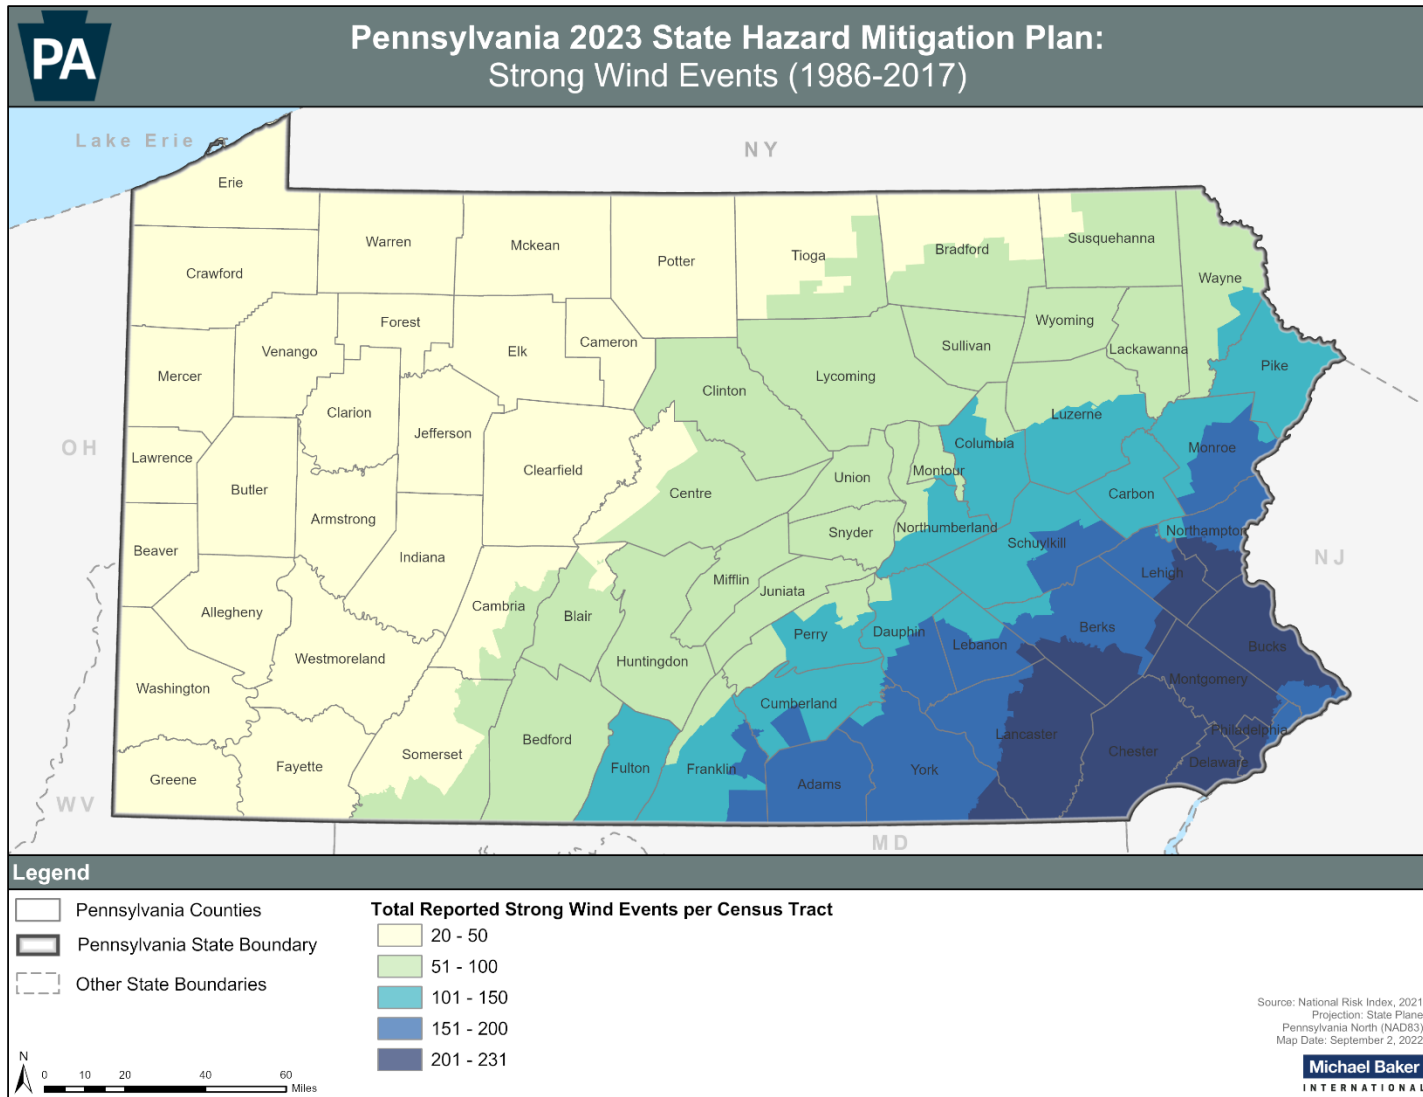 PA
Pennsylvania 2023 State Hazard Mitigation Plan:
Strong Wind Events (1986-2017)
Lake Erie
NY
Erie
Warren
Mckean
Potter
Tioga
Bradford
Susquehanna
Wayne
Crawford
Forest
Cameron
Wyoming
Venango
Elk
Sullivan
Lackawanna
Pike
Mercer
Lycoming
Clinton
Clarion
Luzerne
Jefferson
Columbia
Monroe
OH
Lawrence
Clearfield
Montour
Union
Butler
Centre
Carbon
Armstrong
Northumberland
Northampton
Snyder
Schuylkill
Beaver
Indiana
NJ
Lehigh
Mifflin
Juniata
Cambria
Allegheny
Blair
Berks
Perry
Dauphin
Lebanon
Bucks
Westmoreland
Huntingdon
Montgomery
Washington
Cumberland
Philadelphia
Lancaster
Bedford
Somerset
Chester
Delaware
Fayette
Fulton
Franklin
York
Greene
Adams
WV
MD
Legend
Pennsylvania Counties
Pennsylvania State Boundary
Other State Boundaries
Total Reported Strong Wind Events per Census Tract
20 - 50
51 - 100
101 - 150
151 - 200
201 - 231
N
0 10 20 40 60
Miles
Source: National Risk Index, 2021
Projection: State Plane
Pennsylvania North (NAD83)
Map Date: September 2, 2022
Michael Baker
INTERNATIONAL